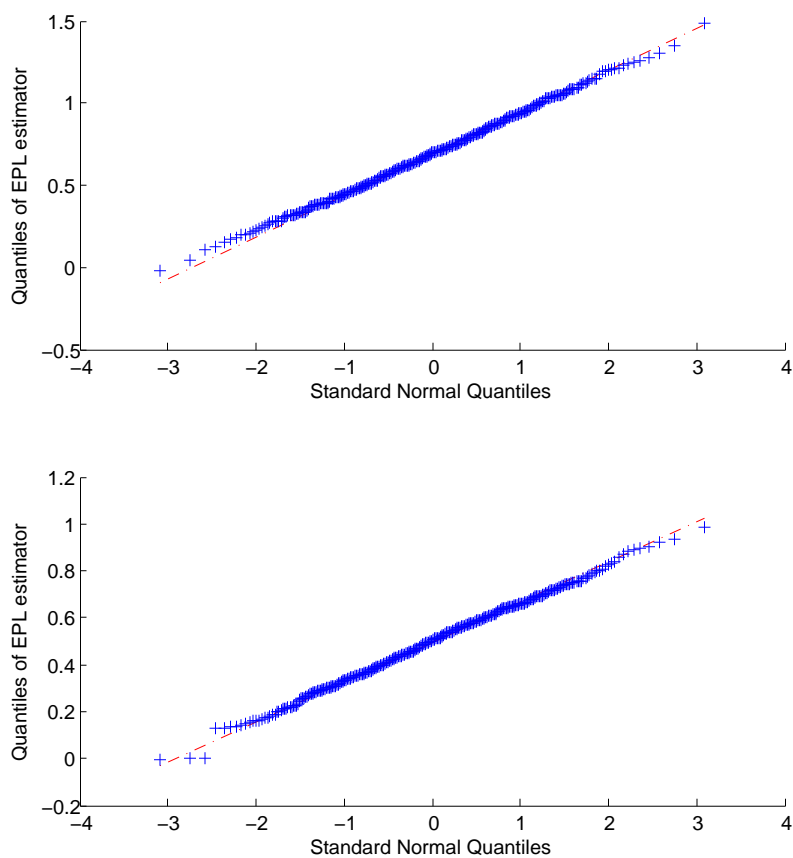 1.5
1
0.5
0
−0.5
Quantiles of EPL estimator
−4 −3 −2 −1 0 1 2 3 4
Standard Normal Quantiles
1.2
1
0.8
0.6
0.4
0.2
0
−0.2
Quantiles of EPL estimator
−4 −3 −2 −1 0 1 2 3 4
Standard Normal Quantiles